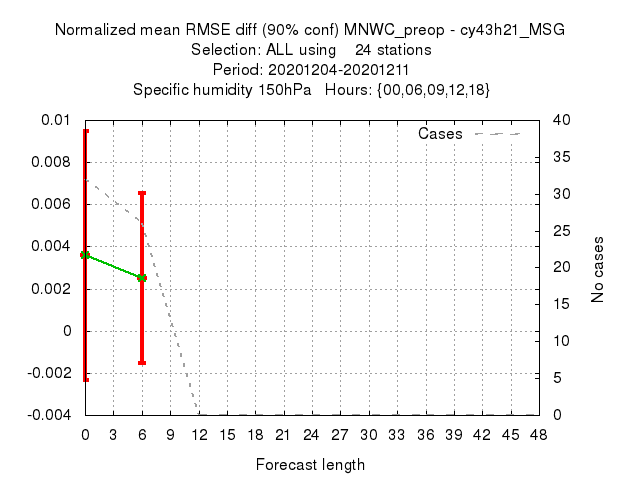 Normalized mean RMSE diff (90% conf) MNWC_preop - cy43h21_MSG
Selection: ALL using 24 stations
Period: 20201204-20201211
Specific humidity 150hPa Hours: {00,06,09,12,18}
Cases
0.01
0.008
0.006
0.004
0.002
0
-0.002
-0.004
40
35
30
25
20
15
10
5
0
No cases
0 3 6 9 12 15 18 21 24 27 30 33 36 39 42 45 48
Forecast length